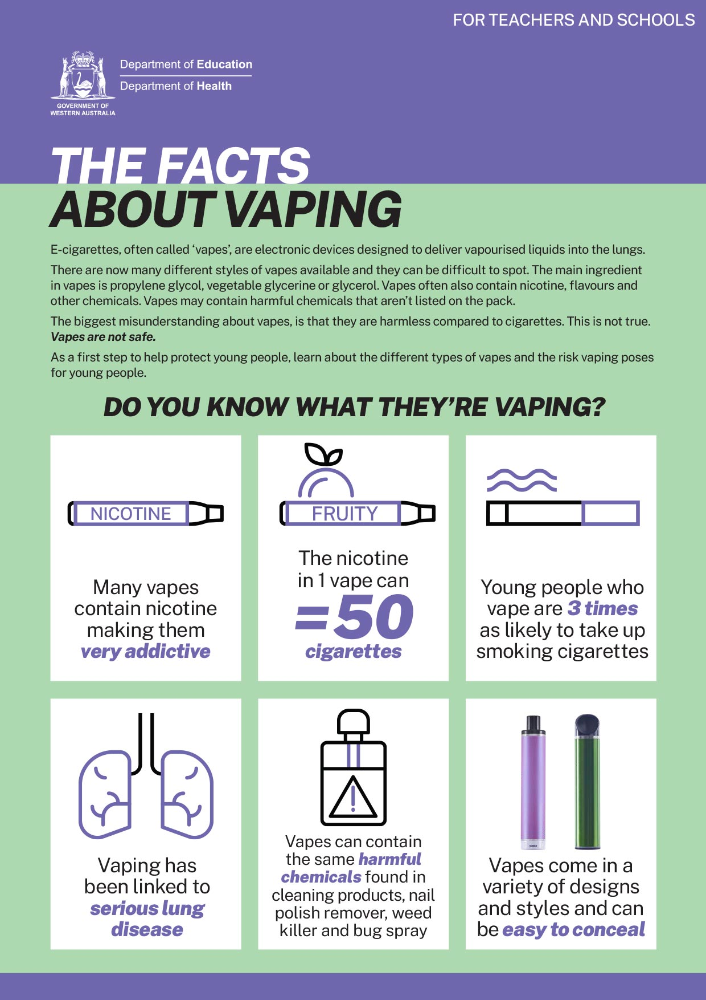 FOR TEACHERS AND SCHOOLS
Department of Education
Department of Health
GOVERNMENT OF
WESTERN AUSTRALIA
THE FACTS
ABOUT VAPING
E-cigarettes, often called ‘vapes’, are electronic devices designed to deliver vapourised liquids into the lungs.
There are now many different styles of vapes available and they can be difficult to spot. The main ingredient
in vapes is propylene glycol, vegetable glycerine or glycerol. Vapes often also contain nicotine, flavours and
other chemicals. Vapes may contain harmful chemicals that aren’t listed on the pack.
The biggest misunderstanding about vapes, is that they are harmless compared to cigarettes. This is not true.
Vapes are not safe.
As a first step to help protect young people, learn about the different types of vapes and the risk vaping poses
for young people.
DO YOU KNOW WHAT THEY’RE VAPING?
NICOTINE
Many vapes
contain nicotine
making them
very addictive
FRUITY
The nicotine
in 1 vape can
=50
cigarettes
Young people who
vape are 3 times
as likely to take up
smoking cigarettes
Vaping has
been linked to
serious lung
disease
Vapes can contain
the same harmful
chemicals found in
cleaning products, nail
polish remover, weed
killer and bug spray
Vapes come in a
variety of designs
and styles and can
be easy to conceal